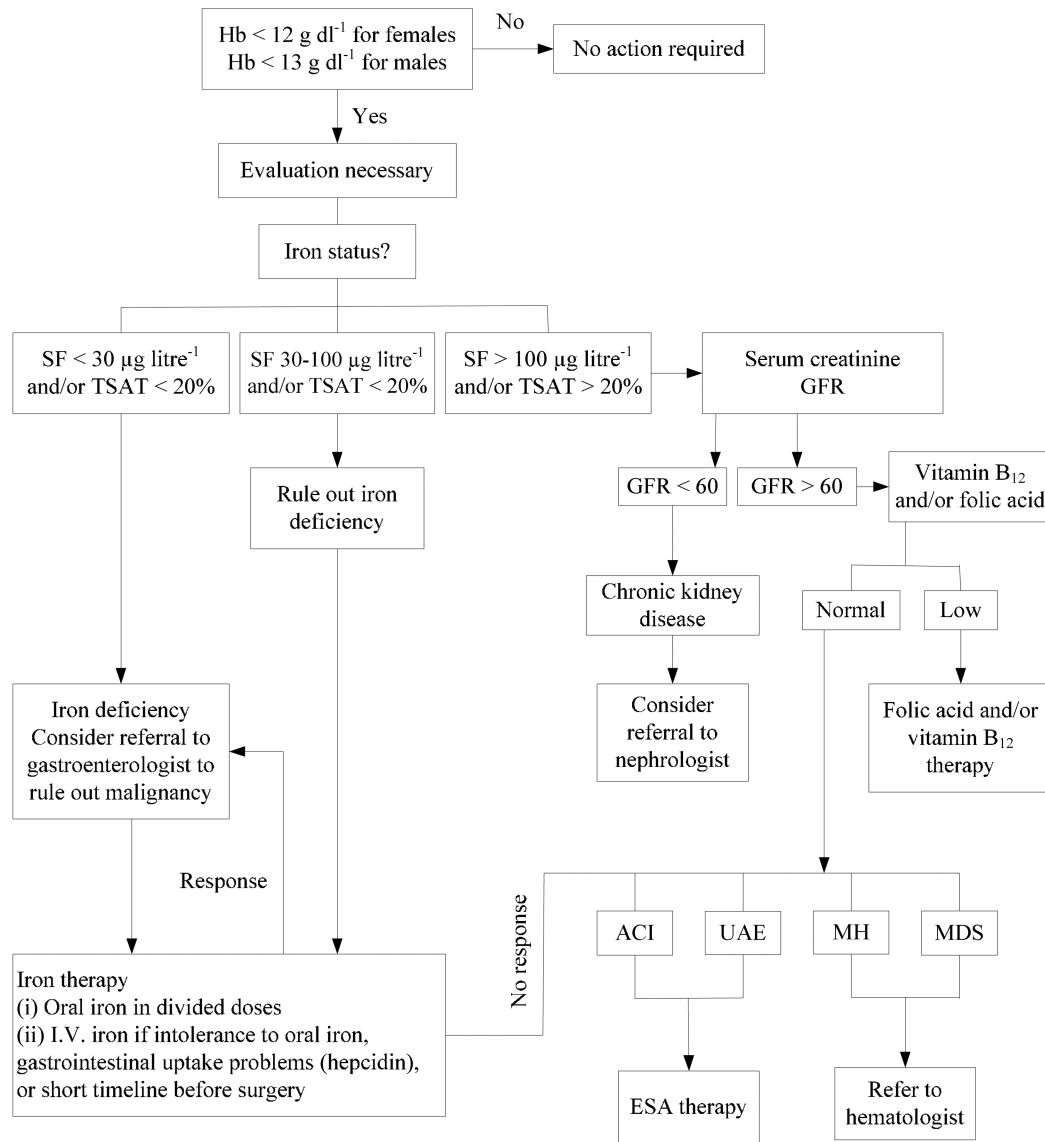 Hb < 12 g dl⁻¹ for females
Hb < 13 g dl⁻¹ for males
No
No action required
Yes
Evaluation necessary
Iron status?
SF < 30 µg litre⁻¹
and/or TSAT < 20%
SF 30-100 µg litre⁻¹
and/or TSAT < 20%
SF > 100 µg litre⁻¹
and/or TSAT > 20%
Serum creatinine
GFR
Rule out iron
deficiency
GFR < 60
GFR > 60
Vitamin B₁₂
and/or folic acid
Chronic kidney
disease
Normal
Low
Iron deficiency
Consider referral to
gastroenterologist to
rule out malignancy
Consider
referral to
nephrologist
Folic acid and/or
vitamin B₁₂
therapy
Response
No response
ACI
UAE
MH
MDS
Iron therapy
(i) Oral iron in divided doses
(ii) I.V. iron if intolerance to oral iron,
gastrointestinal uptake problems (hepcidin),
or short timeline before surgery
ESA therapy
Refer to
hematologist